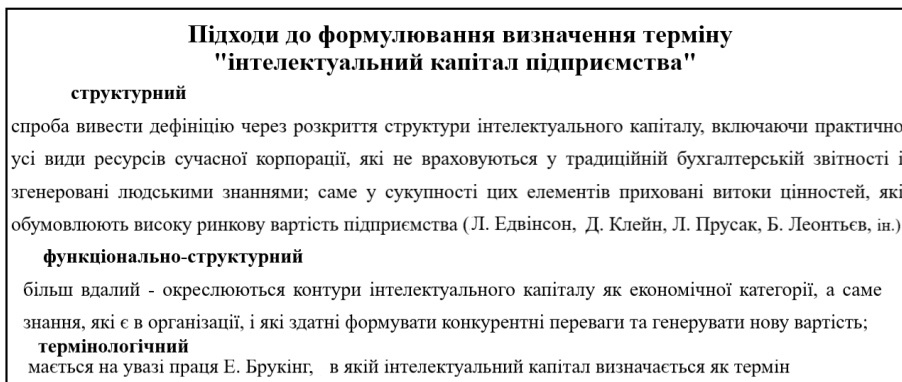 Підходи до формулювання визначення терміну
"інтелектуальний капітал підприємства"
структурний
спроба вивести дефініцію через розкриття структури інтелектуального капіталу, включаючи практично
усі види ресурсів сучасної корпорації, які не враховуються у традиційній бухгалтерській звітності і
згенеровані людськими знаннями; саме у сукупності цих елементів приховані витоки цінностей, які
обумовлюють високу ринкову вартість підприємства (Л. Едвінсон, Д. Клейн, Л. Прусак, Б. Леонтьєв, ін.)
функціонально-структурний
більш вдалий - окреслюються контури інтелектуального капіталу як економічної категорії, а саме
знання, які є в організації, і які здатні формувати конкурентні переваги та генерувати нову вартість;
термінологічний
мається на увазі праця Е. Брукінг, в якій інтелектуальний капітал визначається як термін